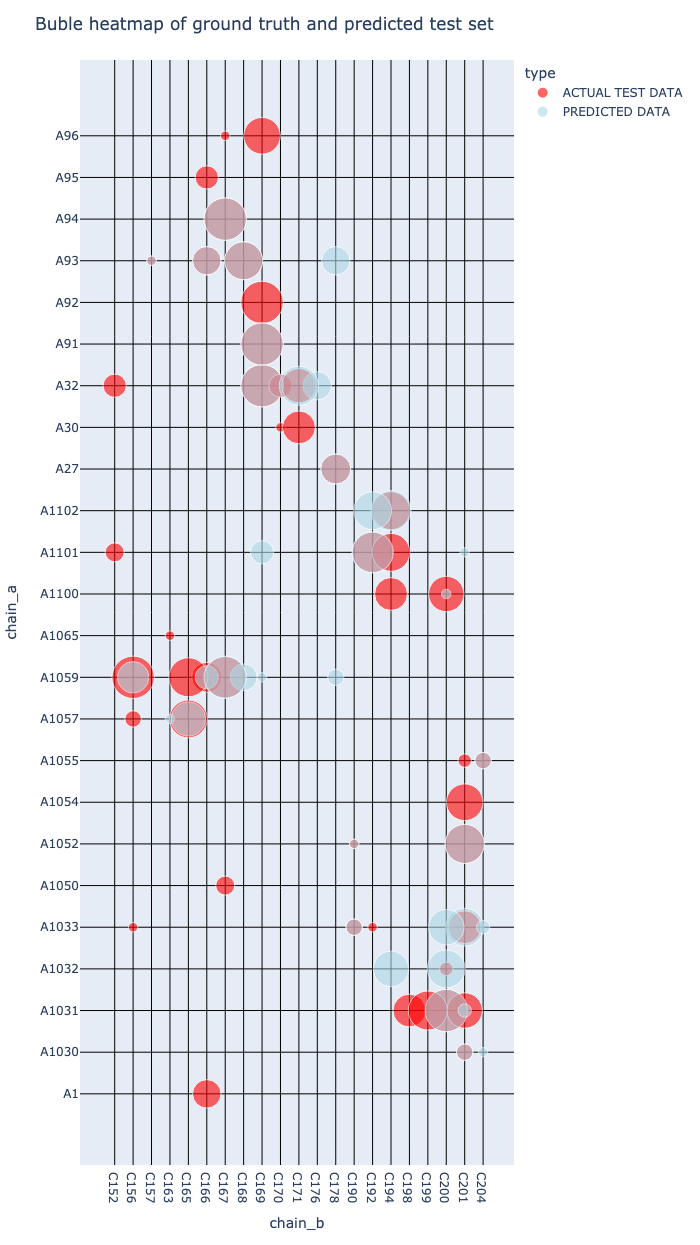 Buble heatmap of ground truth and predicted test set
type
ACTUAL TEST DATA
PREDICTED DATA
chain_a
A96
A95
A94
A93
A92
A91
A32
A30
A27
A1102
A1101
A1100
A1065
A1059
A1057
A1055
A1054
A1052
A1050
A1033
A1032
A1031
A1030
A1
C152
C156
C157
C163
C165
C166
C167
C168
C169
C170
C171
C176
C178
C190
C192
C194
C198
C199
C200
C201
C204
chain_b